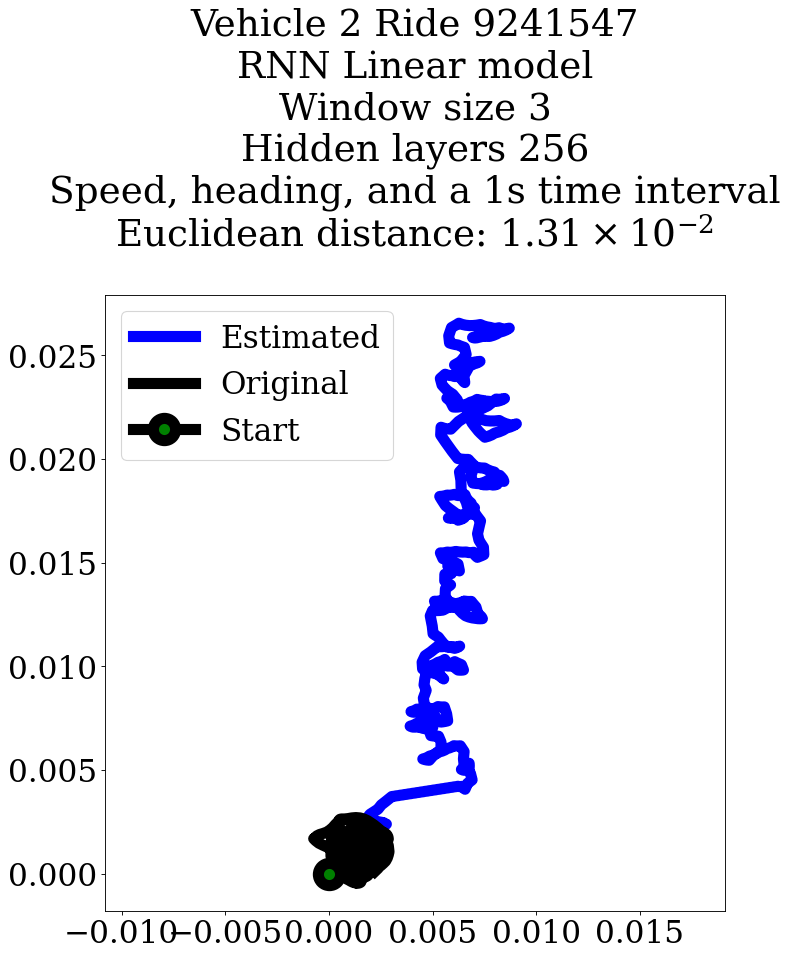 Vehicle 2 Ride 9241547
RNN Linear model
Window size 3
Hidden layers 256
Speed, heading, and a 1s time interval
Euclidean distance: 1.31 × 10⁻²
Estimated
Original
Start
0.025
0.020
0.015
0.010
0.005
0.000
−0.010 −0.005 0.000 0.005 0.010 0.015